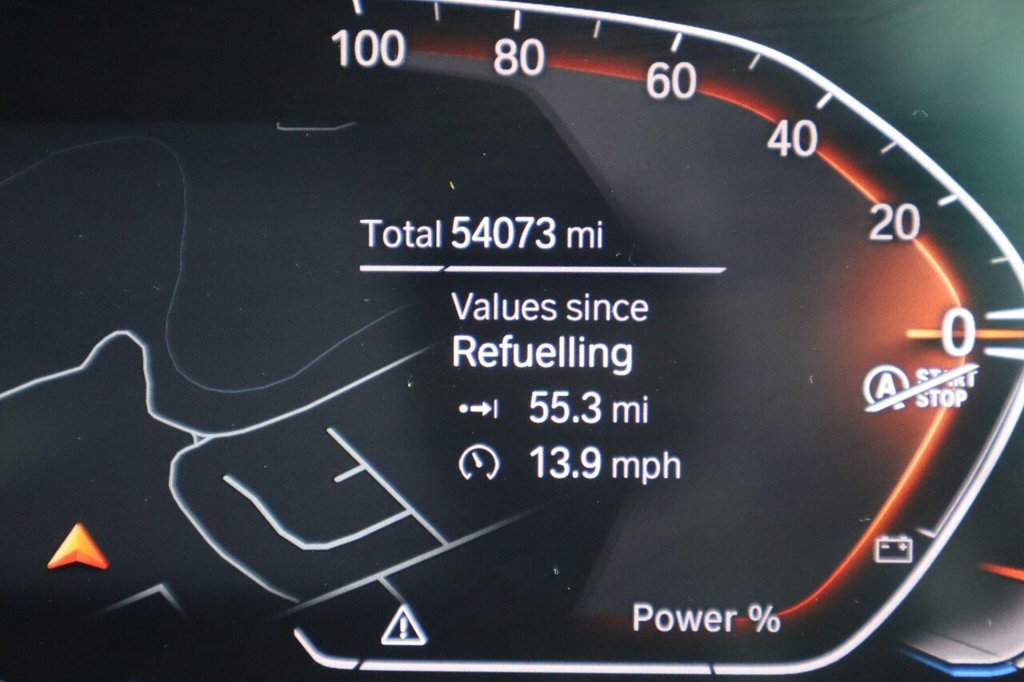 100
80
60
40
20
0
Total 54073 mi
Values since
Refuelling
55.3 mi
13.9 mph
A START
STOP
Power %